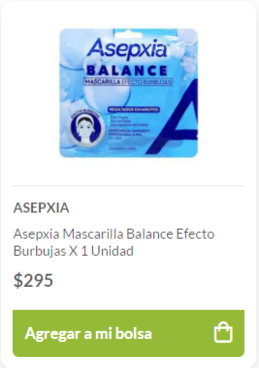 Asepxia
BALANCE
MASCARILLA EFECTO BURBUJAS
RESULTADOS EN MINUTOS
ASEPXIA
Asepxia Mascarilla Balance Efecto
Burbujas X 1 Unidad
$295
Agregar a mi bolsa